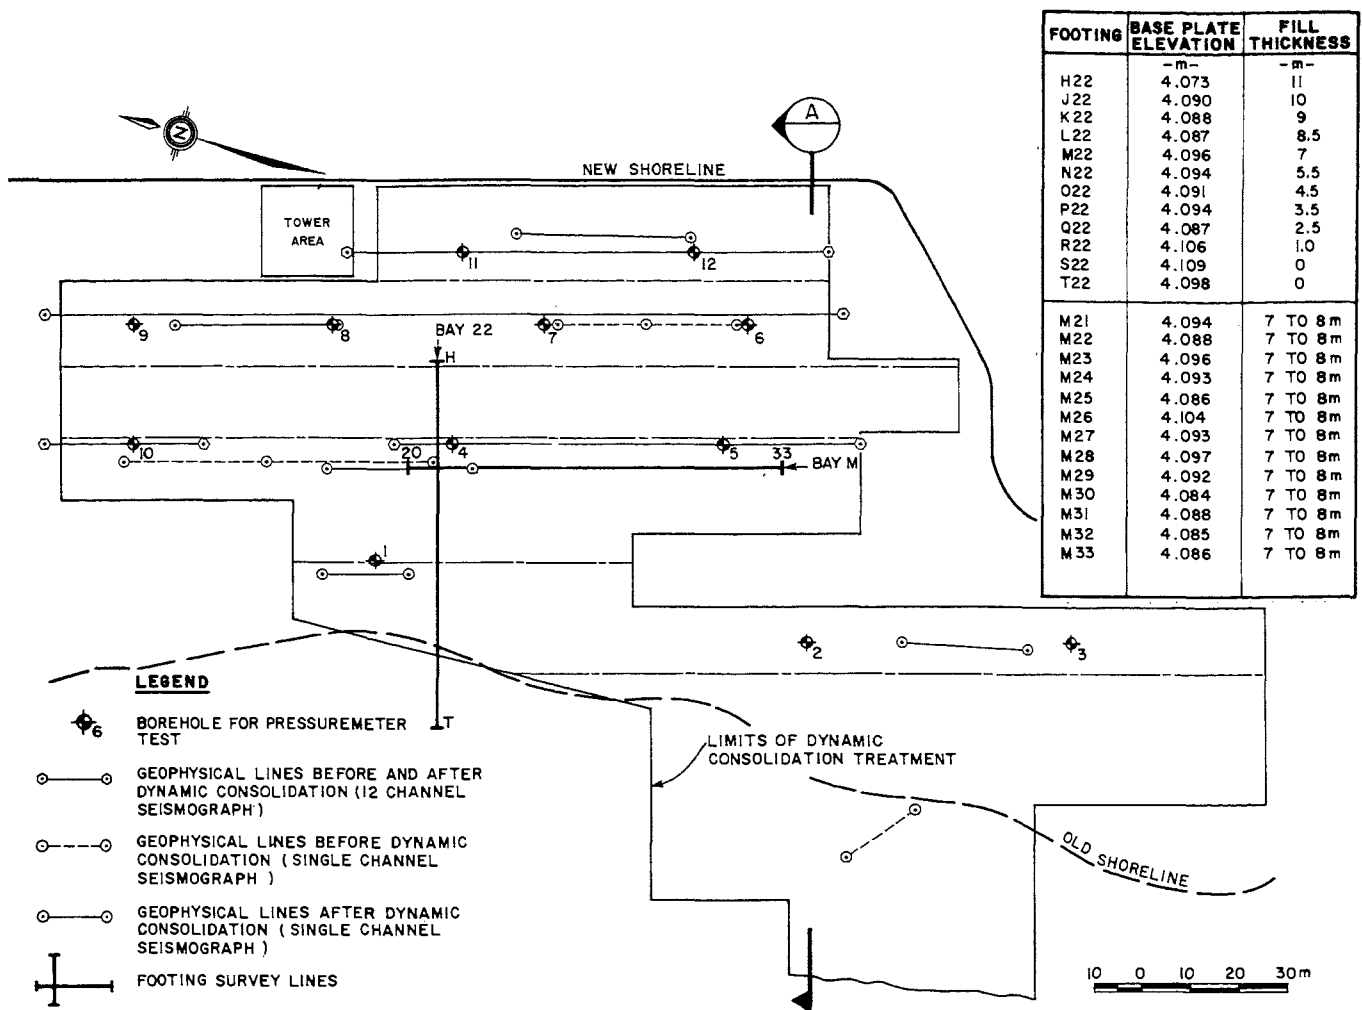 FOOTING BASE PLATE ELEVATION FILL THICKNESS
-m- -m-
H22 4.073 11
J22 4.090 10
K22 4.088 9
L22 4.087 8.5
M22 4.096 7
N22 4.094 5.5
O22 4.091 4.5
P22 4.094 3.5
Q22 4.087 2.5
R22 4.106 1.0
S22 4.109 0
T22 4.098 0
M21 4.094 7 TO 8m
M22 4.088 7 TO 8m
M23 4.096 7 TO 8m
M24 4.093 7 TO 8m
M25 4.086 7 TO 8m
M26 4.104 7 TO 8m
M27 4.093 7 TO 8m
M28 4.097 7 TO 8m
M29 4.092 7 TO 8m
M30 4.084 7 TO 8m
M31 4.088 7 TO 8m
M32 4.085 7 TO 8m
M33 4.086 7 TO 8m
N
A
NEW SHORELINE
TOWER
AREA
11
12
9
8
7
6
BAY 22
H
10
4
5
20
33
BAY M
1
2
3
T
LIMITS OF DYNAMIC
CONSOLIDATION TREATMENT
OLD SHORELINE
LEGEND
6
BOREHOLE FOR PRESSUREMETER
TEST
GEOPHYSICAL LINES BEFORE AND AFTER
DYNAMIC CONSOLIDATION (12 CHANNEL
SEISMOGRAPH)
GEOPHYSICAL LINES BEFORE DYNAMIC
CONSOLIDATION ( SINGLE CHANNEL
SEISMOGRAPH )
GEOPHYSICAL LINES AFTER DYNAMIC
CONSOLIDATION ( SINGLE CHANNEL
SEISMOGRAPH )
FOOTING SURVEY LINES
10 0 10 20 30m